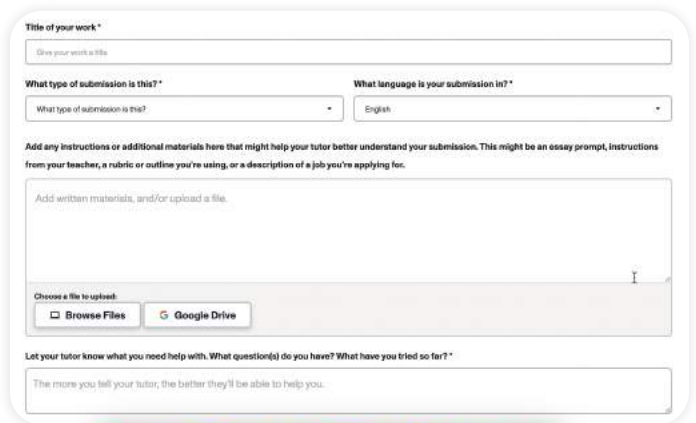 Title of your work *
Give your work a title
What type of submission is this? * What language is your submission in? *
What type of submission is this? English
Add any instructions or additional materials here that might help your tutor better understand your submission. This might be an essay prompt, instructions
from your teacher, a rubric or outline you're using, or a description of a job you're applying for.
Add written materials, and/or upload a file.
Choose a file to upload:
Browse Files Google Drive
Let your tutor know what you need help with. What question(s) do you have? What have you tried so far? *
The more you tell your tutor, the better they'll be able to help you.